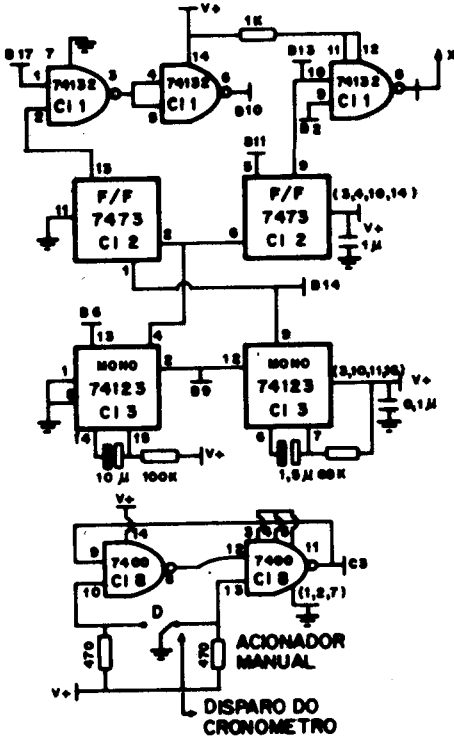 V+
1K
B17 7 14 11 12 B13 X
1 74132 3 4 74132 6 10 74132 8
CI 1 CI 1 9 CI 1
2 5 B10 B2
13 B11
5 9
F/F F/F (3,4,10,14)
11 7473 2 6 7473 V+
CI 2 CI 2 1µ
1
B14
B6
13 4 9
1 MONO 2 12 MONO (3,10,11,16)
74123 B9 74123 V+
CI 3 CI 3 0,1µ
14 15 6 7
10 µ 100K V+ 1,5µ
V+
14
9 7400 12 7400 11
CI 8 CI 8 C3
10 13 (1,2,7)
D
470 470 ACIONADOR
MANUAL
V+
DISPARO DO
CRONOMETRO